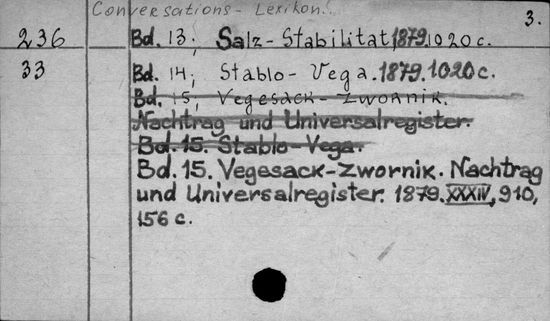 Conversations - Lexikon.
3.
236 Bd. 13; Salz-Stabilitat, 1879, 1020 c.
33 Bd. 14; Stablo-Vega. 1879. 1020 c.
Bd. 15, Vegesack-Zwornik.
Nachtrag und Universalregister.
Bd. 15. Stablo-Vega.
Bd. 15. Vegesack-Zwornik. Nachtrag
und Universalregister. 1879. XXXIV, 910,
156 c.